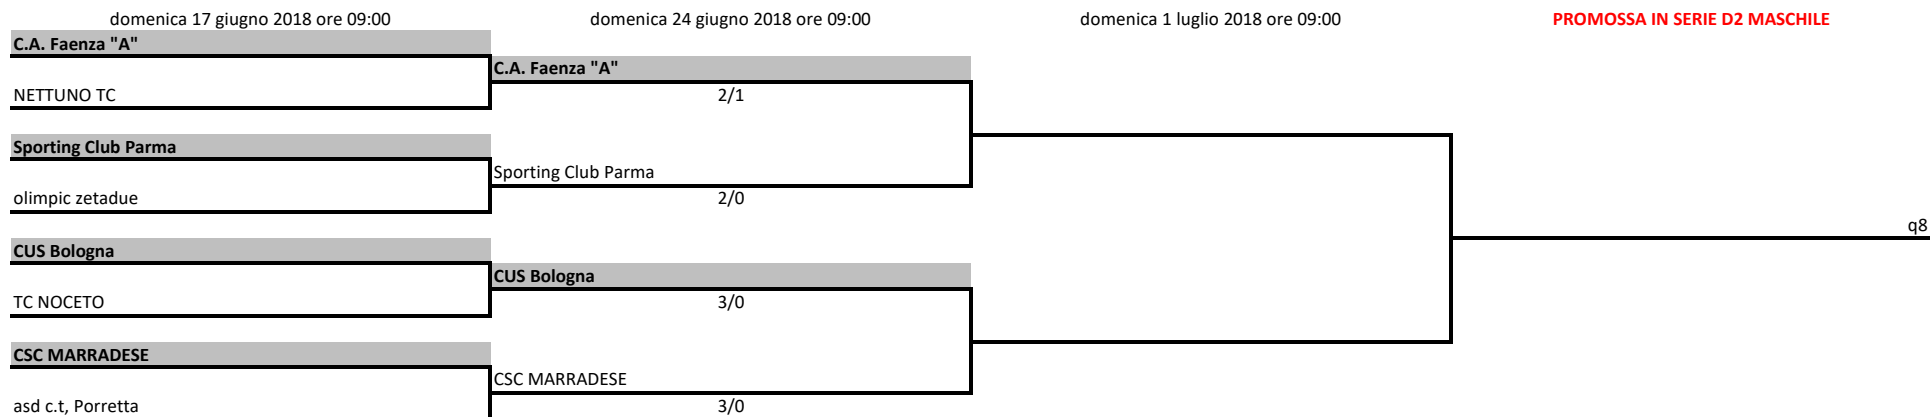 domenica 17 giugno 2018 ore 09:00 domenica 24 giugno 2018 ore 09:00 domenica 1 luglio 2018 ore 09:00 PROMOSSA IN SERIE D2 MASCHILE
C.A. Faenza "A"
C.A. Faenza "A"
NETTUNO TC 2/1
Sporting Club Parma
Sporting Club Parma
olimpic zetadue 2/0
q8
CUS Bologna
CUS Bologna
TC NOCETO 3/0
CSC MARRADESE
CSC MARRADESE
asd c.t, Porretta 3/0